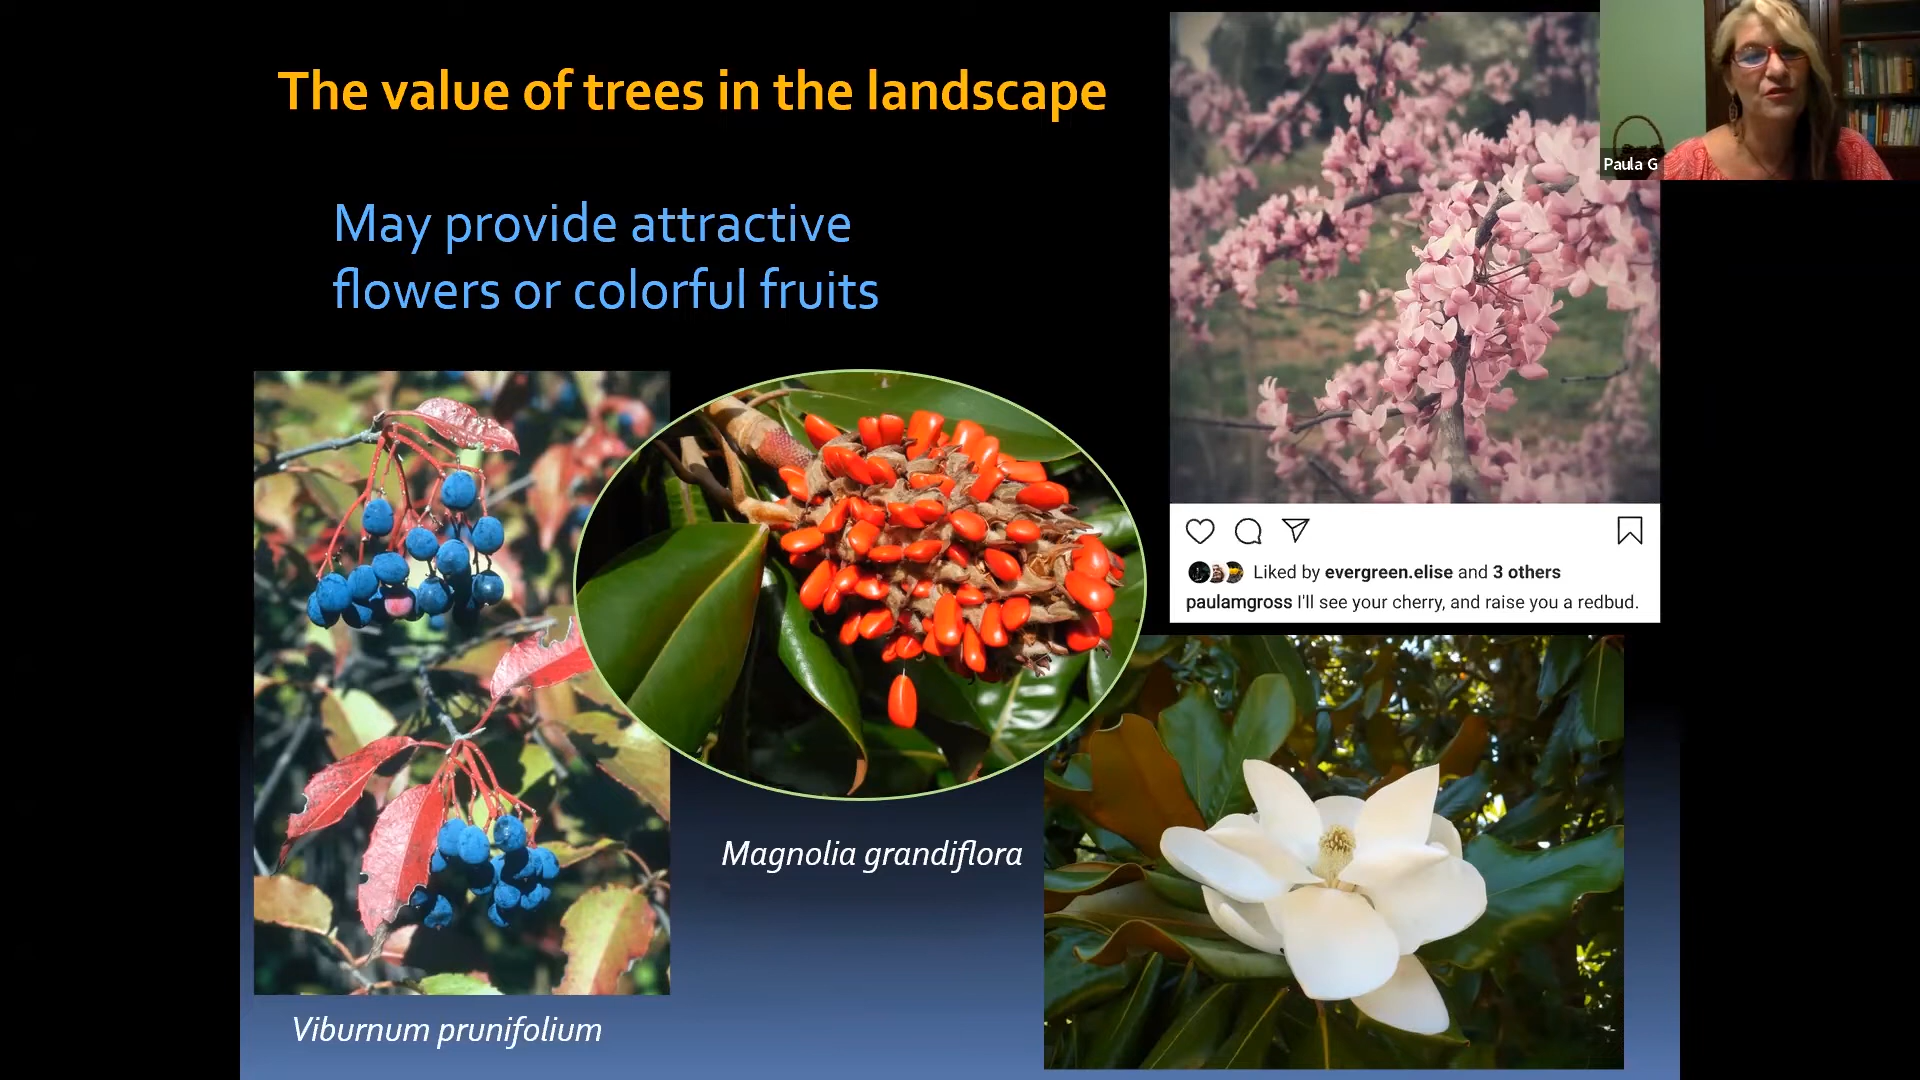 The value of trees in the landscape
May provide attractive
flowers or colorful fruits
Paula G
Liked by evergreen.elise and 3 others
paulamgross I'll see your cherry, and raise you a redbud.
Magnolia grandiflora
Viburnum prunifolium